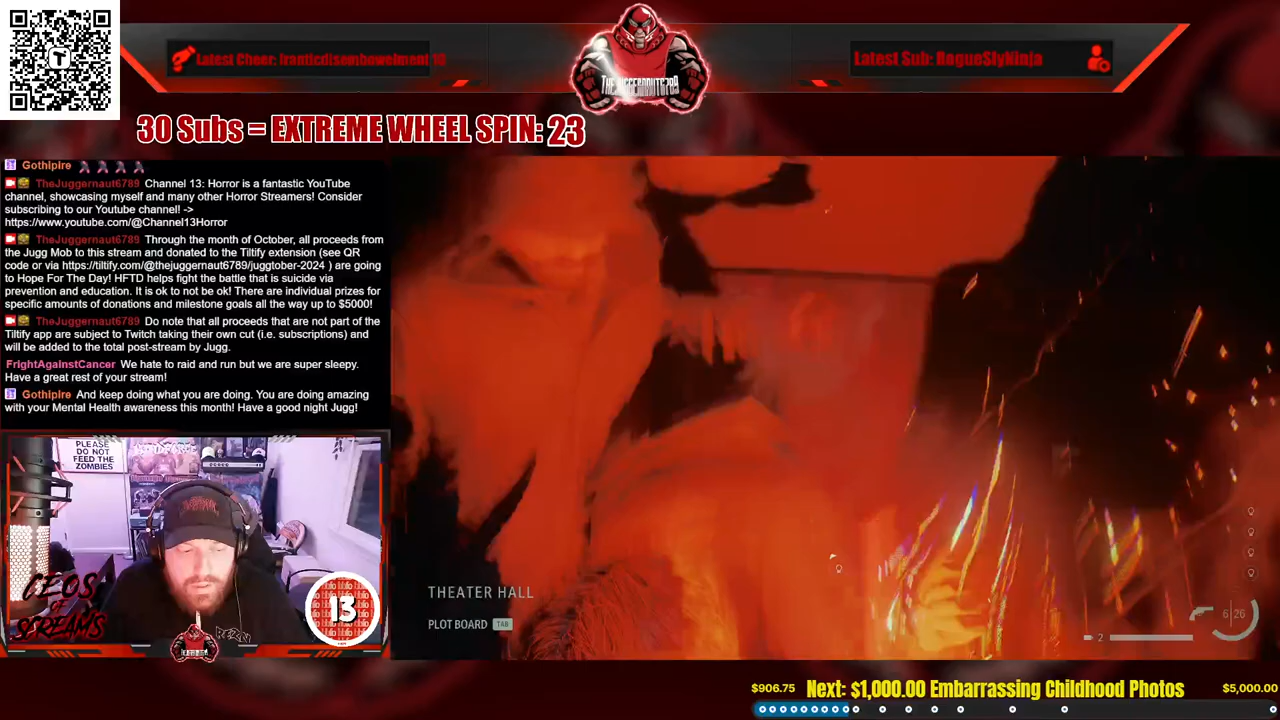 Latest Cheer: franticdisembowelment 10
THEJUGGERNAUT6789
Latest Sub: RogueSlyNinja
30 Subs = EXTREME WHEEL SPIN: 23
Gothipire
TheJuggernaut6789 Channel 13: Horror is a fantastic YouTube
channel, showcasing myself and many other Horror Streamers! Consider
subscribing to our Youtube channel! ->
https://www.youtube.com/@Channel13Horror
TheJuggernaut6789 Through the month of October, all proceeds from
the Jugg Mob to this stream and donated to the Tiltify extension (see QR
code or via https://tiltify.com/@thejuggernaut6789/juggtober-2024 ) are going
to Hope For The Day! HFTD helps fight the battle that is suicide via
prevention and education. It is ok to not be ok! There are individual prizes for
specific amounts of donations and milestone goals all the way up to $5000!
TheJuggernaut6789 Do note that all proceeds that are not part of the
Tiltify app are subject to Twitch taking their own cut (i.e. subscriptions) and
will be added to the total post-stream by Jugg.
FrightAgainstCancer We hate to raid and run but we are super sleepy.
Have a great rest of your stream!
Gothipire And keep doing what you are doing. You are doing amazing
with your Mental Health awareness this month! Have a good night Jugg!
PLEASE
DO NOT
FEED THE
ZOMBIES
CEOS
OF
STREAMS
13
THEATER HALL
PLOT BOARD TAB
6 26
2
$906.75 Next: $1,000.00 Embarrassing Childhood Photos $5,000.00